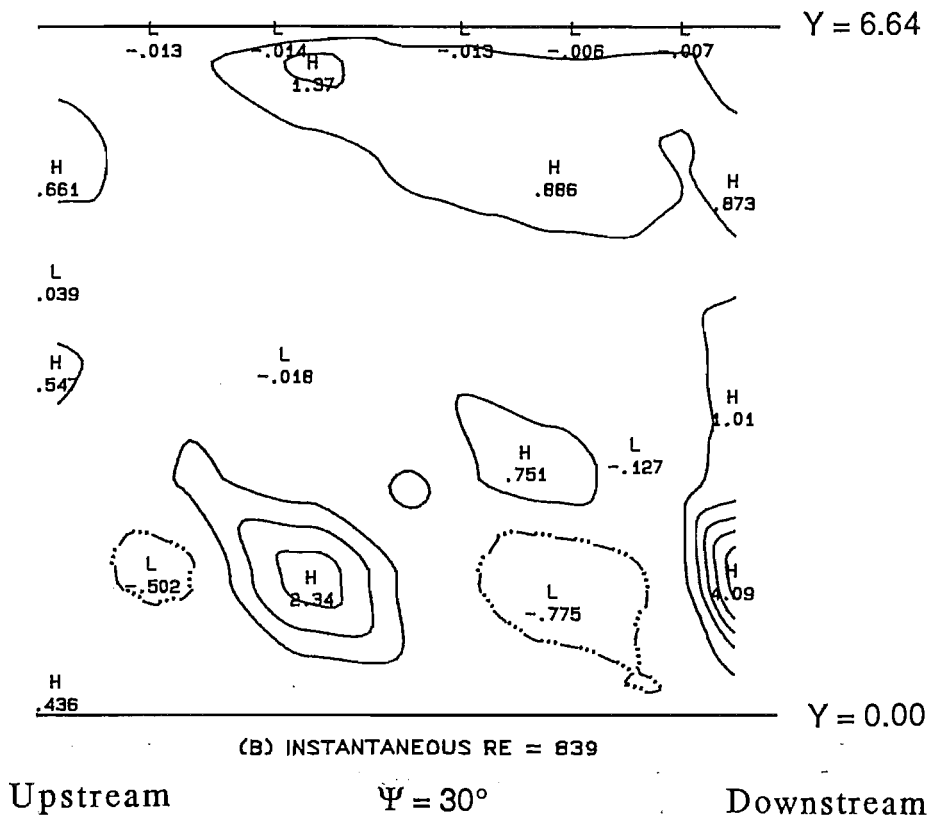 Y = 6.64
-.013 -.014 -.013 -.006 -.007
H
1.37
H
.661
H
.886
H
.873
L
.039
H
.547
L
-.018
H
1.01
H
.751
L
-.127
L
-.502
H
2.34
L
-.775
H
4.09
H
.436
Y = 0.00
(B) INSTANTANEOUS RE = 839
Upstream Ψ = 30° Downstream